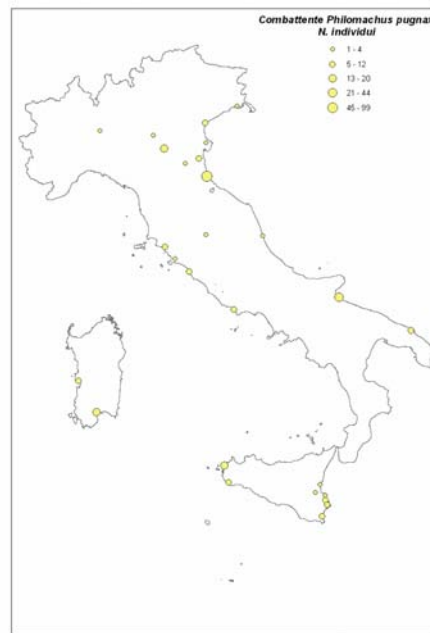 Combattente Philomachus pugnax
N. individui
1 - 4
5 - 12
13 - 20
21 - 44
45 - 99